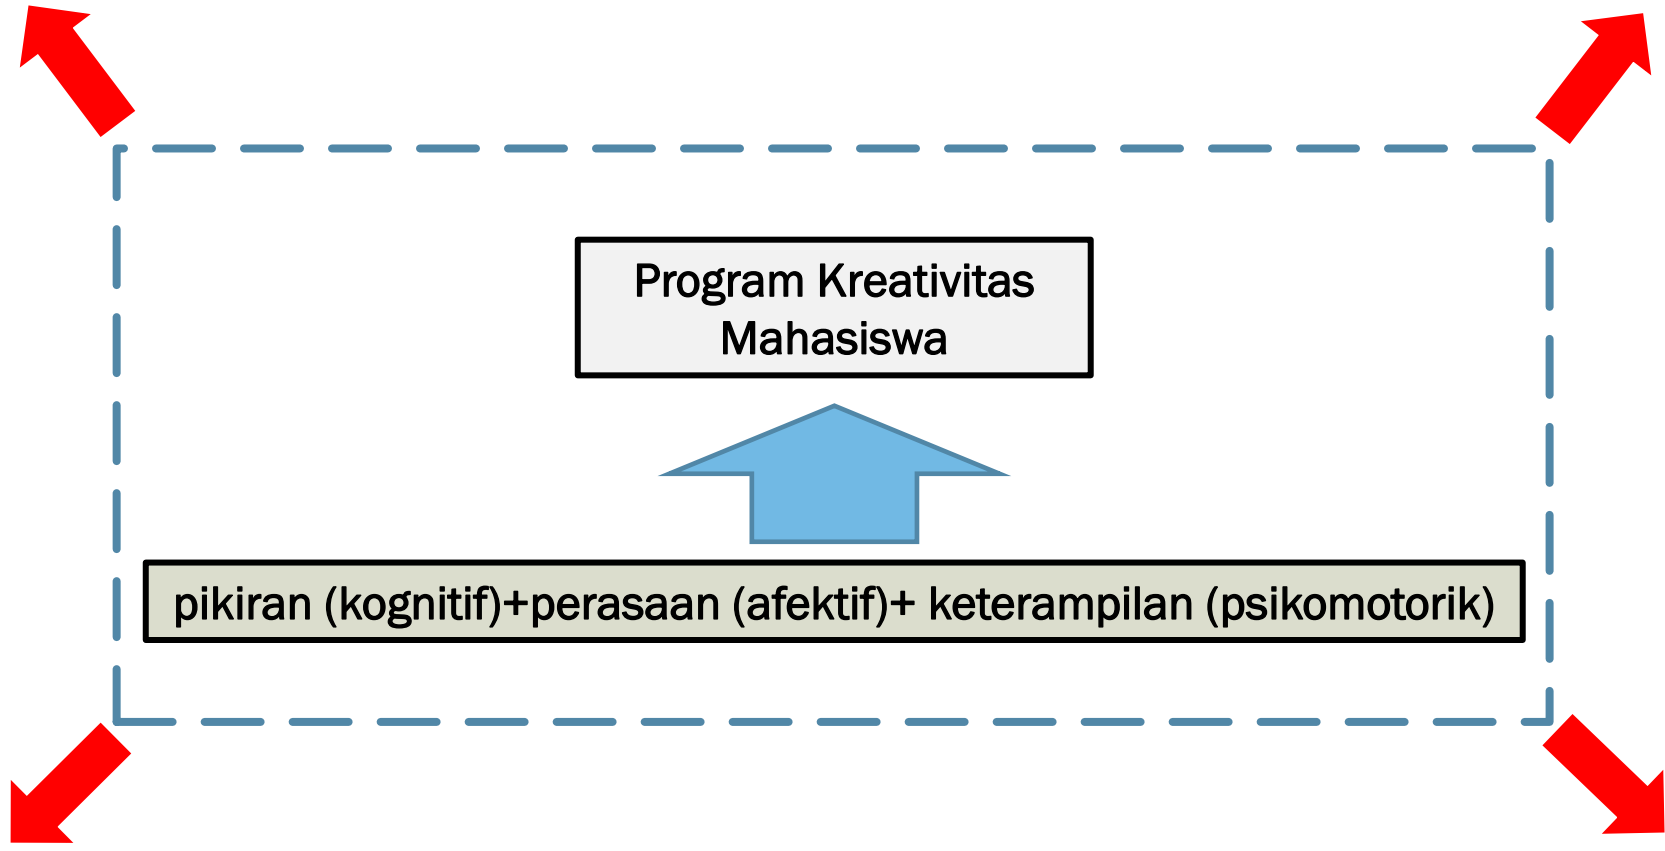 Program Kreativitas
Mahasiswa
pikiran (kognitif)+perasaan (afektif)+ keterampilan (psikomotorik)